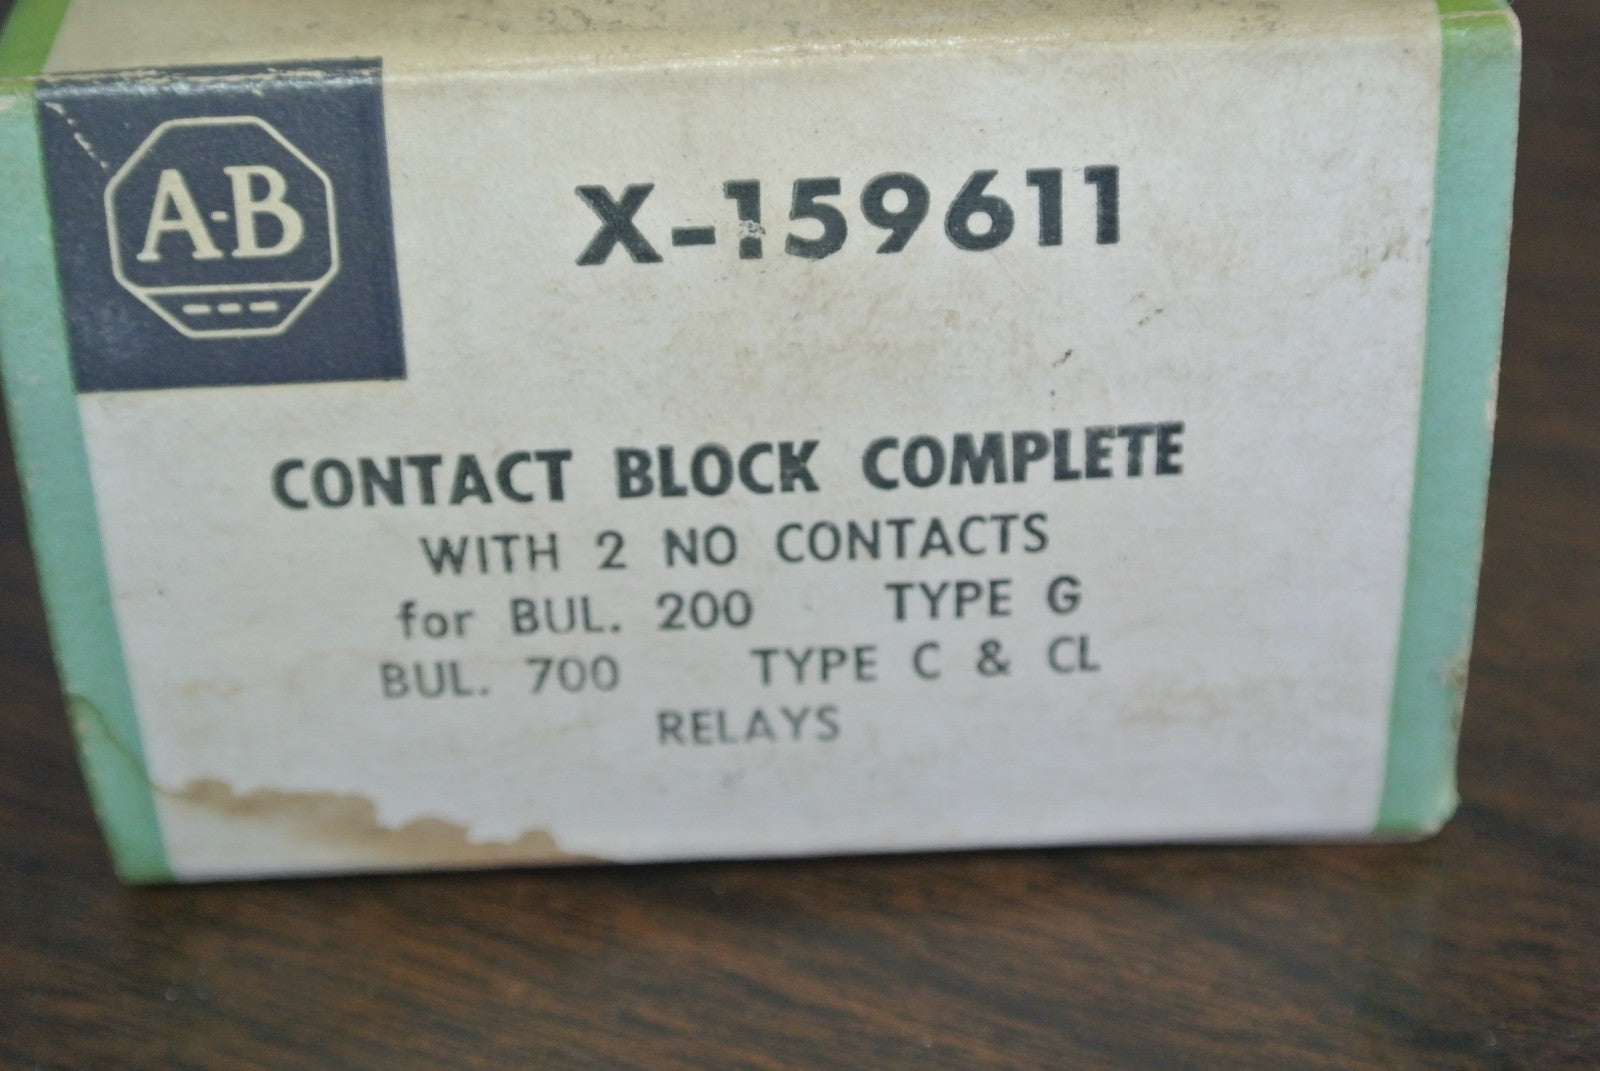 A-B
X-159611
CONTACT BLOCK COMPLETE
WITH 2 NO CONTACTS
for BUL. 200 TYPE G
BUL. 700 TYPE C & CL
RELAYS